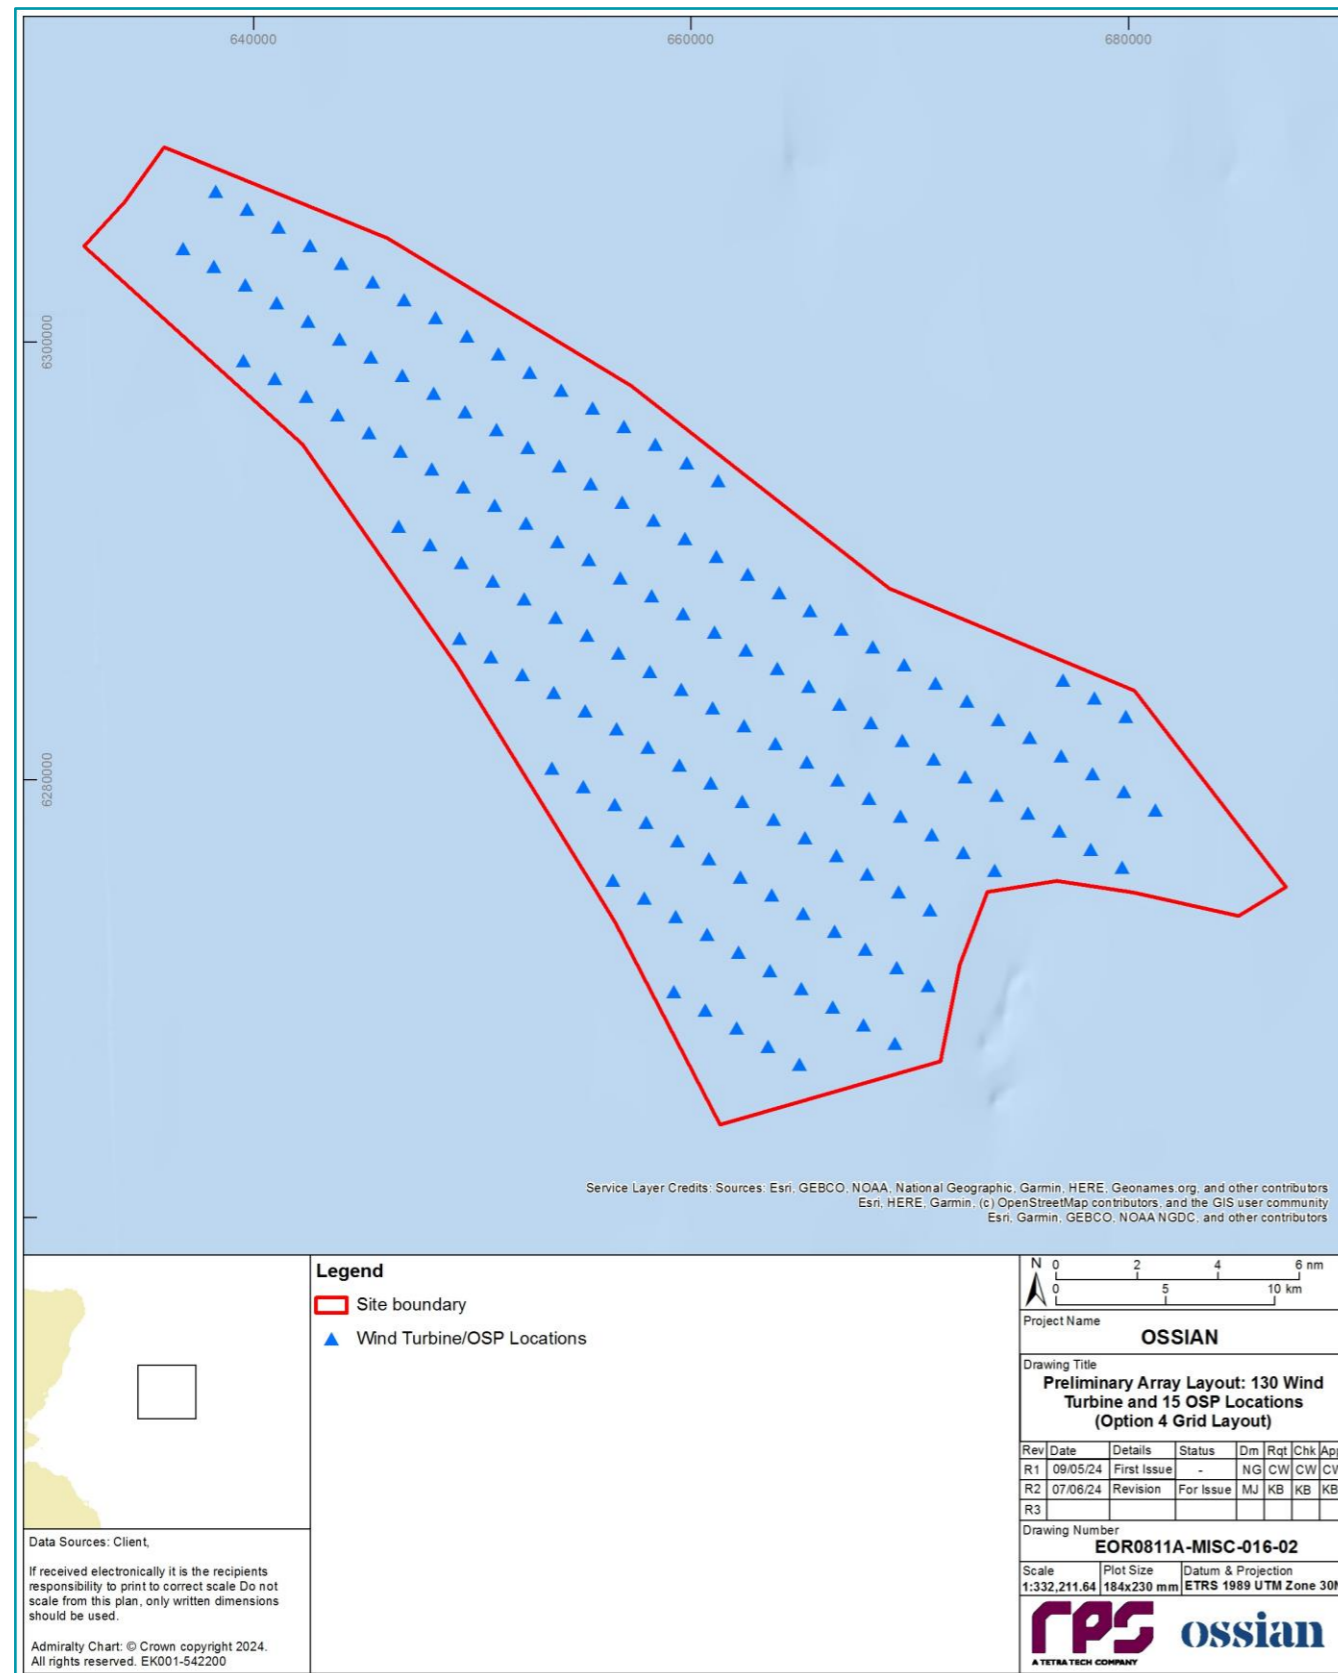 640000
660000
680000
6300000
6280000
Service Layer Credits: Sources: Esri, GEBCO, NOAA, National Geographic, Garmin, HERE, Geonames.org, and other contributors
Esri, HERE, Garmin, (c) OpenStreetMap contributors, and the GIS user community
Esri, Garmin, GEBCO, NOAA NGDC, and other contributors
Legend
Site boundary
Wind Turbine/OSP Locations
Data Sources: Client,
If received electronically it is the recipients
responsibility to print to correct scale Do not
scale from this plan, only written dimensions
should be used.
Admiralty Chart: © Crown copyright 2024.
All rights reserved. EK001-542200
N 0 2 4 6 nm
0 5 10 km
Project Name
OSSIAN
Drawing Title
Preliminary Array Layout: 130 Wind
Turbine and 15 OSP Locations
(Option 4 Grid Layout)
Rev Date Details Status Dm Rqt Chk App
R1 09/05/24 First Issue - NG CW CW CW
R2 07/06/24 Revision For Issue MJ KB KB KB
R3
Drawing Number
EOR0811A-MISC-016-02
Scale Plot Size Datum & Projection
1:332,211.64 184x230 mm ETRS 1989 UTM Zone 30N
rps ossian
A TETRA TECH COMPANY